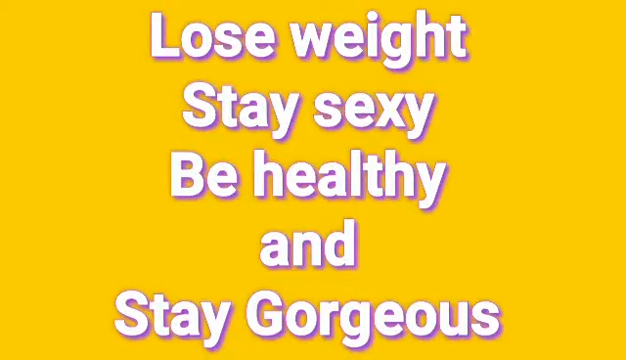 Lose weight
Stay sexy
Be healthy
and
Stay Gorgeous